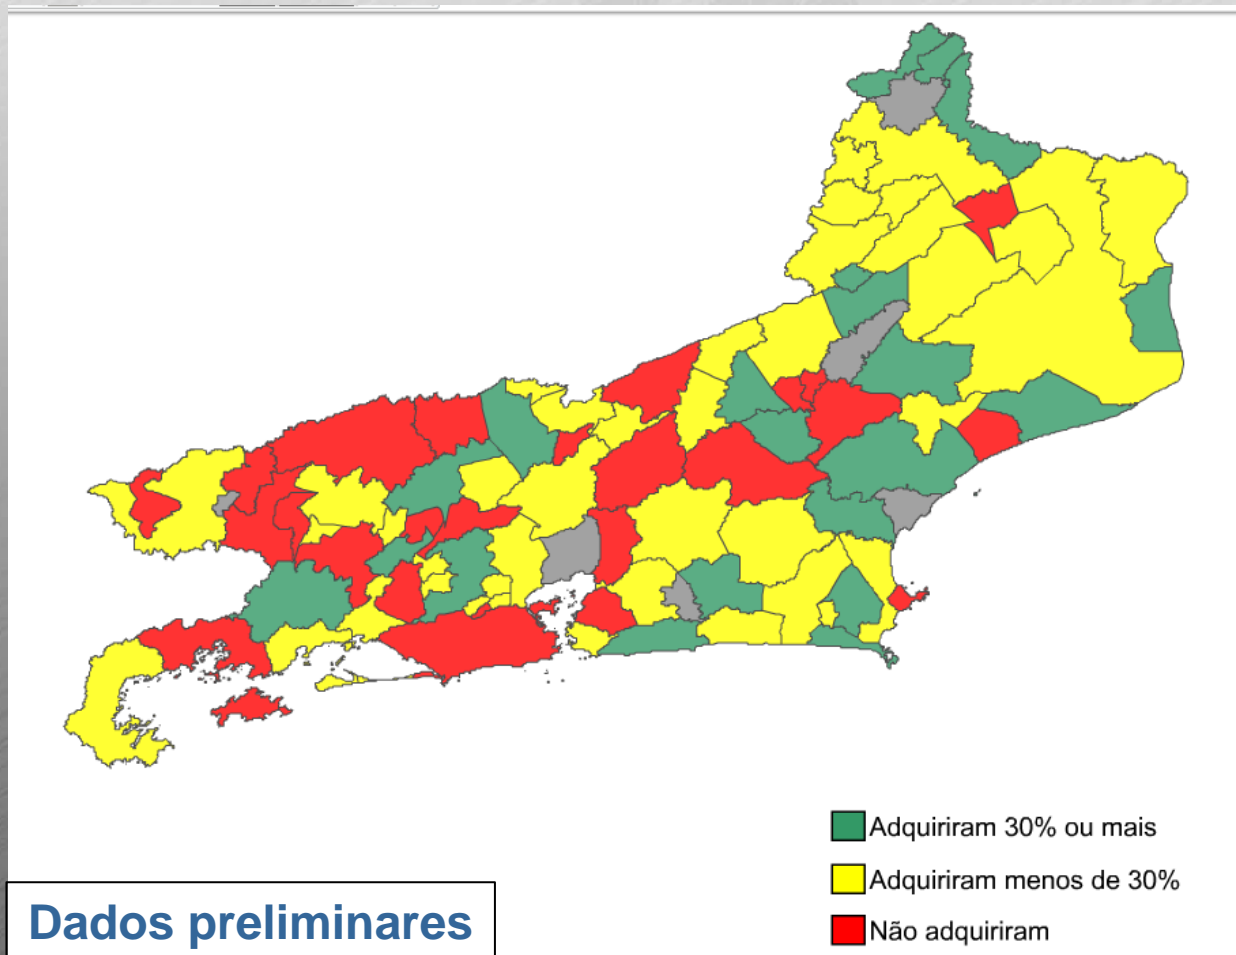 Adquiriram 30% ou mais
Adquiriram menos de 30%
Não adquiriram
Dados preliminares